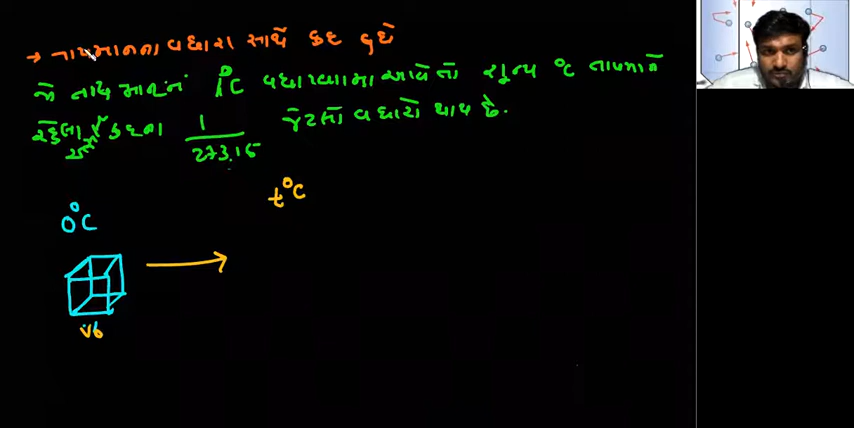 → તાપમાનના વધારા સાથે કદ વધે
જો તાપમાનનાં 1°C વધારવામાં આવે તો શૂન્ય °C તાપમાને
રહેલા કદના 1/273.15 જેટલો વધારો થાય છે.
t°C
0°C
V0